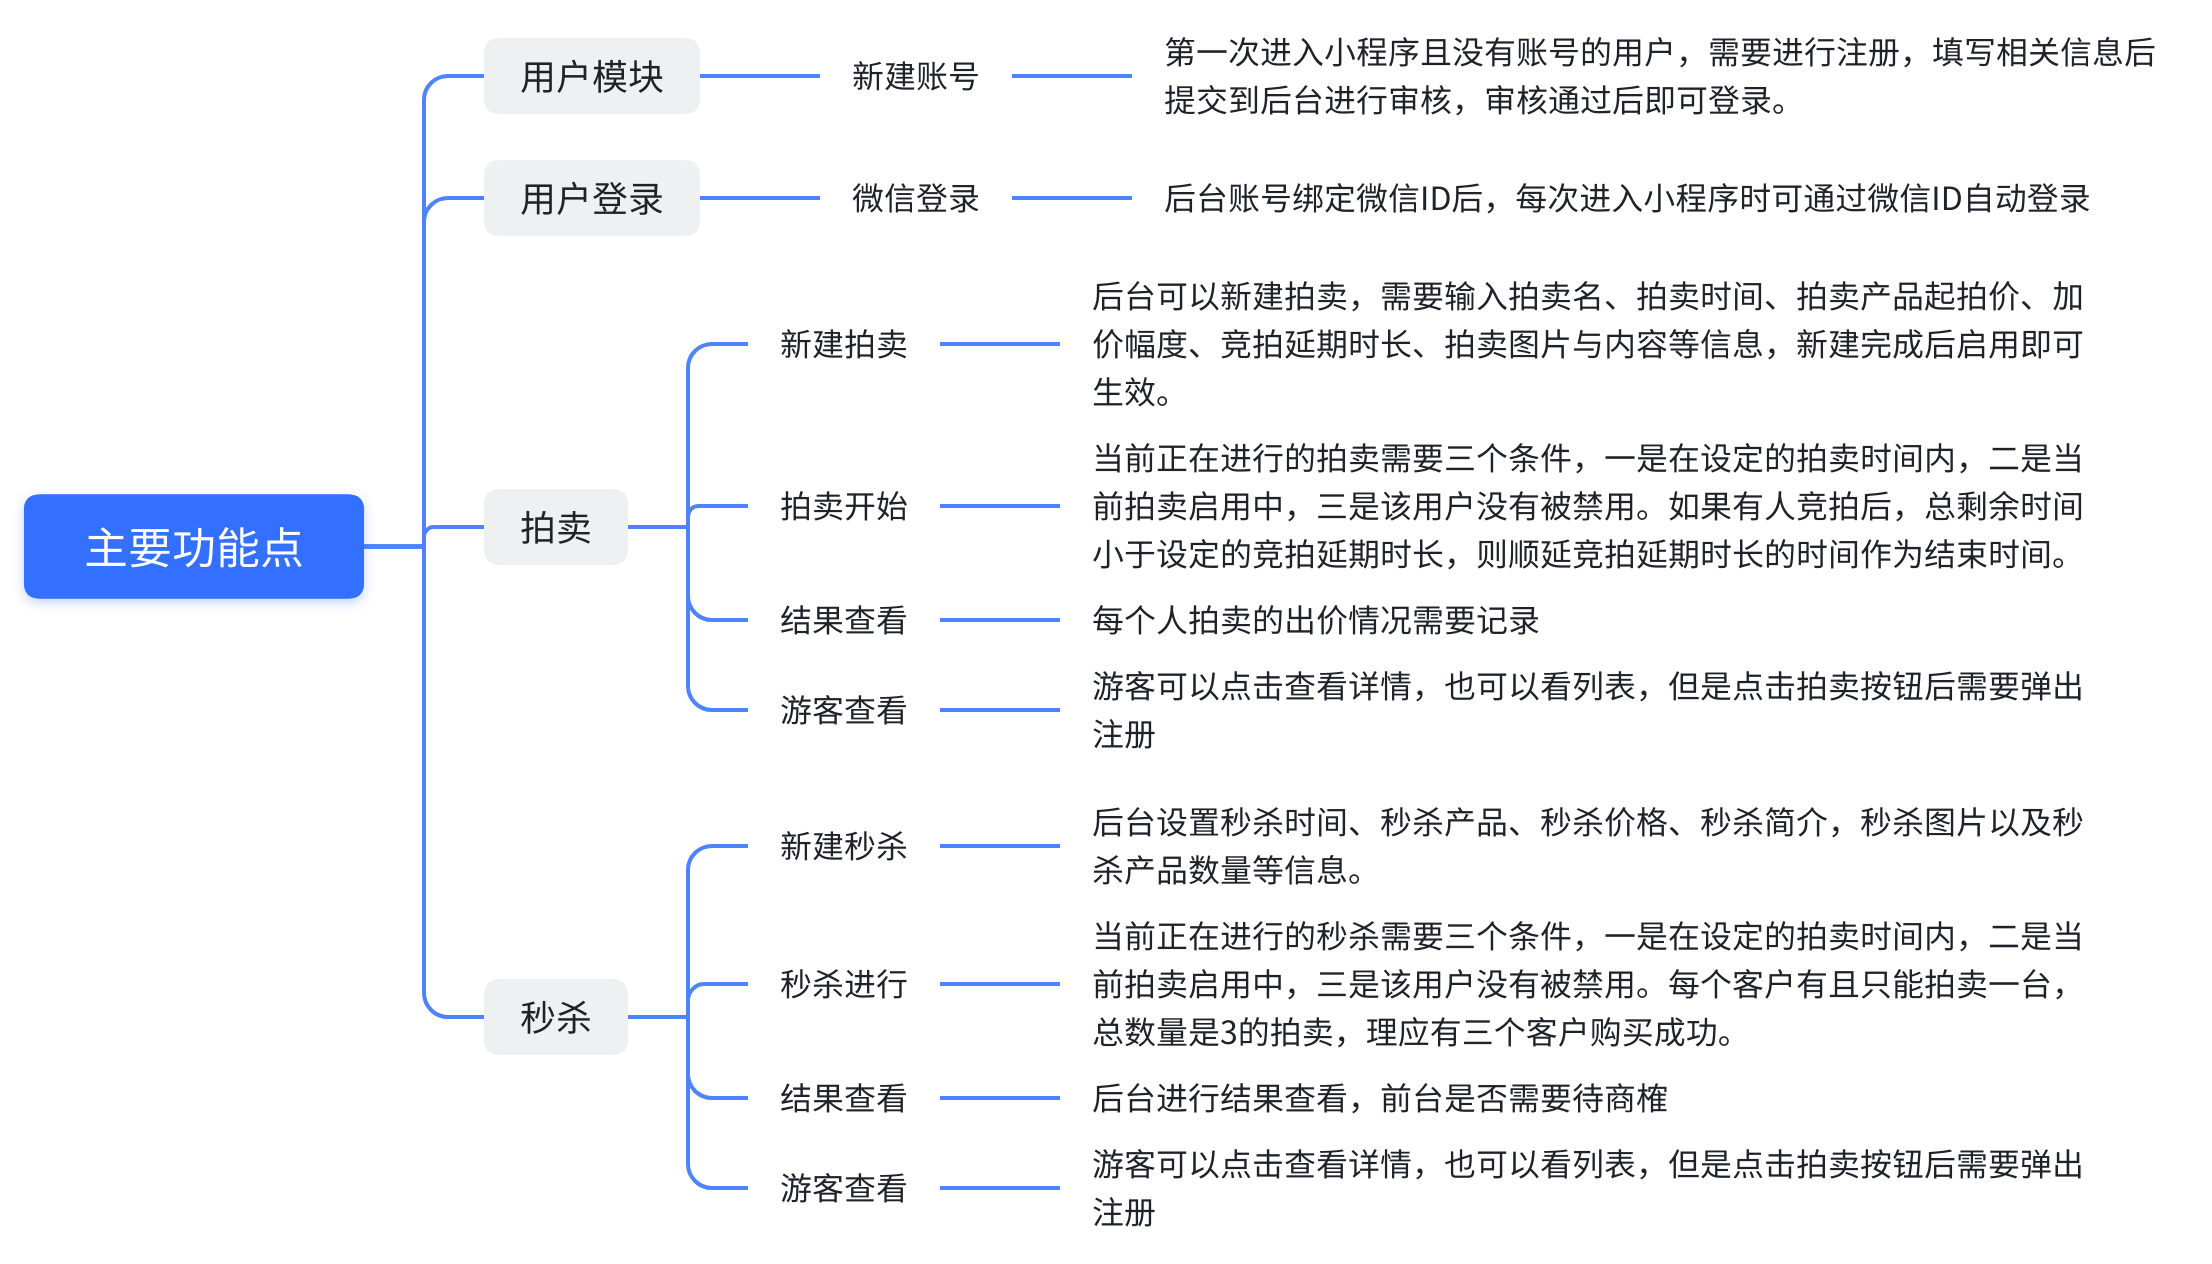 主要功能点
用户模块
新建账号
第一次进入小程序且没有账号的用户，需要进行注册，填写相关信息后
提交到后台进行审核，审核通过后即可登录。
用户登录
微信登录
后台账号绑定微信ID后，每次进入小程序时可通过微信ID自动登录
拍卖
新建拍卖
后台可以新建拍卖，需要输入拍卖名、拍卖时间、拍卖产品起拍价、加
价幅度、竞拍延期时长、拍卖图片与内容等信息，新建完成后启用即可
生效。
拍卖开始
当前正在进行的拍卖需要三个条件，一是在设定的拍卖时间内，二是当
前拍卖启用中，三是该用户没有被禁用。如果有人竞拍后，总剩余时间
小于设定的竞拍延期时长，则顺延竞拍延期时长的时间作为结束时间。
结果查看
每个人拍卖的出价情况需要记录
游客查看
游客可以点击查看详情，也可以看列表，但是点击拍卖按钮后需要弹出
注册
秒杀
新建秒杀
后台设置秒杀时间、秒杀产品、秒杀价格、秒杀简介，秒杀图片以及秒
杀产品数量等信息。
秒杀进行
当前正在进行的秒杀需要三个条件，一是在设定的拍卖时间内，二是当
前拍卖启用中，三是该用户没有被禁用。每个客户有且只能拍卖一台，
总数量是3的拍卖，理应有三个客户购买成功。
结果查看
后台进行结果查看，前台是否需要待商榷
游客查看
游客可以点击查看详情，也可以看列表，但是点击拍卖按钮后需要弹出
注册